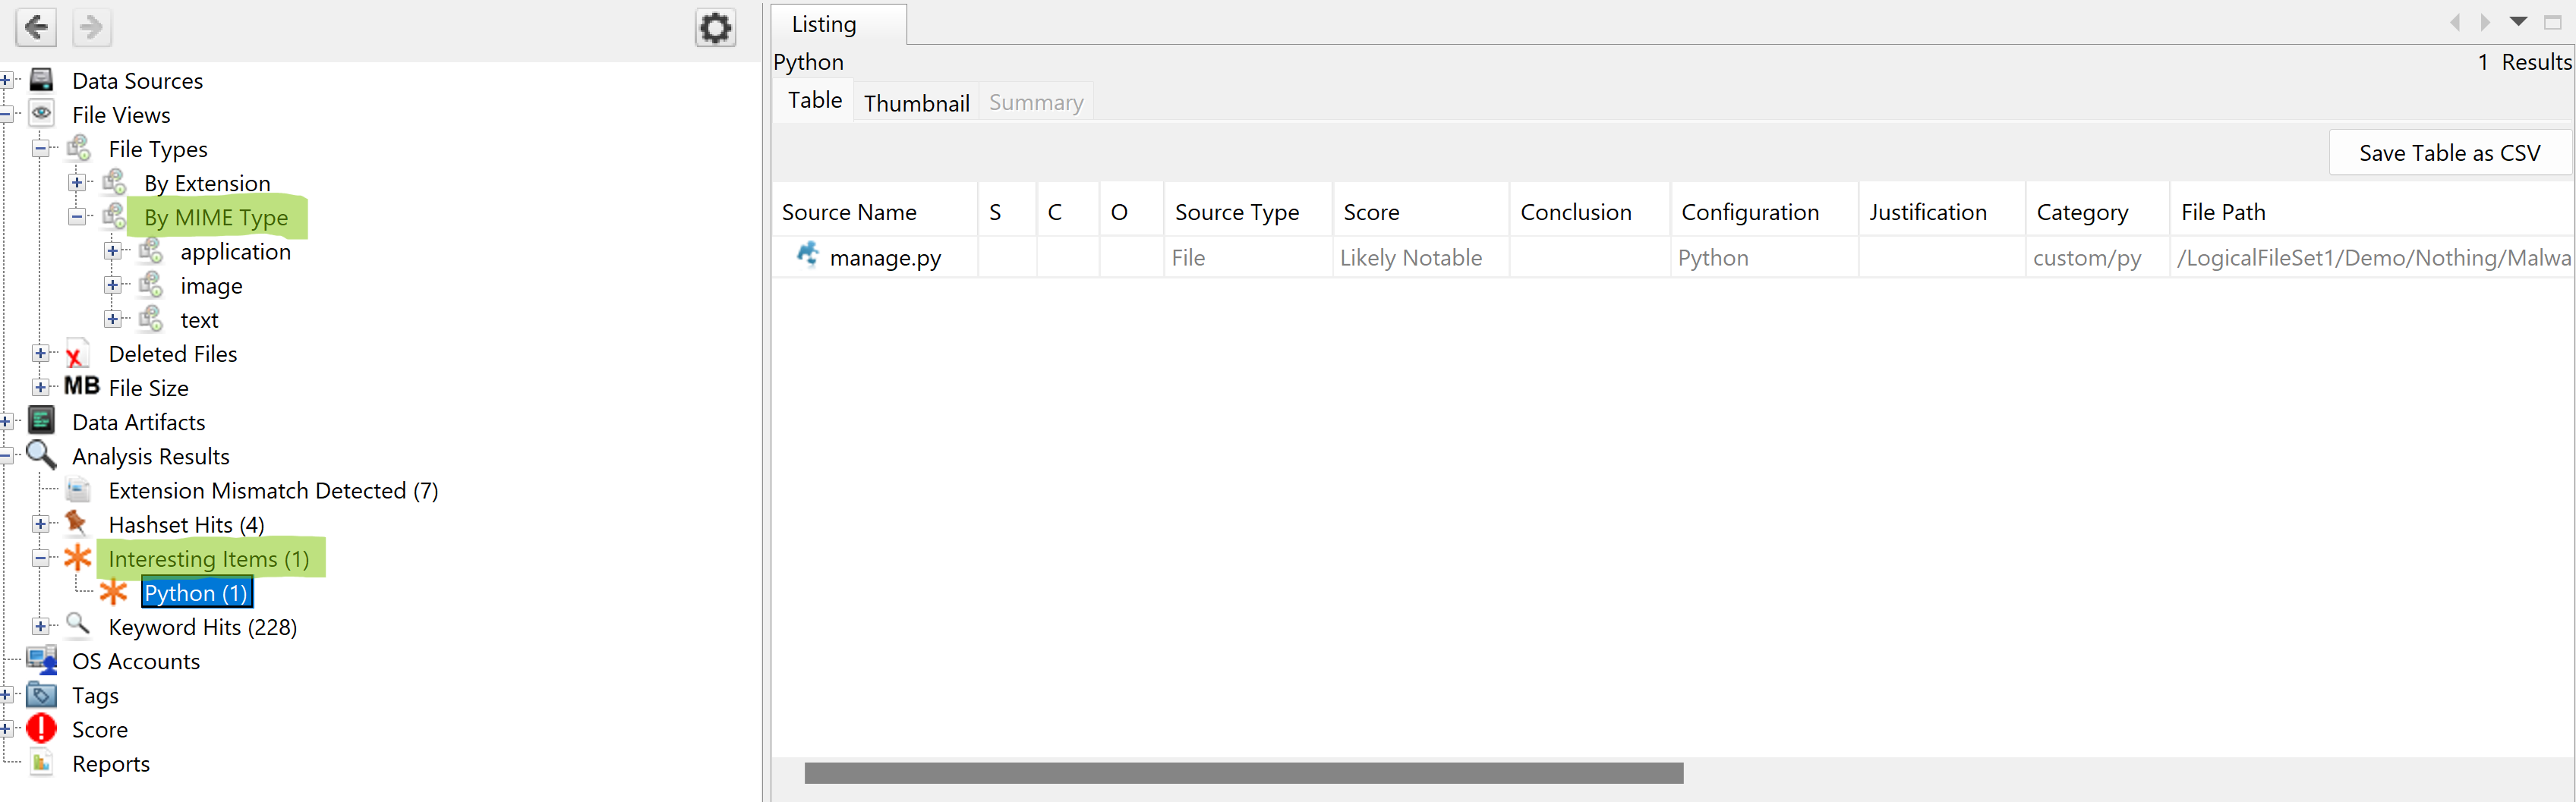 Data Sources
File Views
File Types
By Extension
By MIME Type
application
image
text
Deleted Files
MB File Size
Data Artifacts
Analysis Results
Extension Mismatch Detected (7)
Hashset Hits (4)
Interesting Items (1)
Python (1)
Keyword Hits (228)
OS Accounts
Tags
Score
Reports
Listing
Python 1 Results
Table Thumbnail Summary
Save Table as CSV
Source Name S C O Source Type Score Conclusion Configuration Justification Category File Path
manage.py File Likely Notable Python custom/py /LogicalFileSet1/Demo/Nothing/Malwa